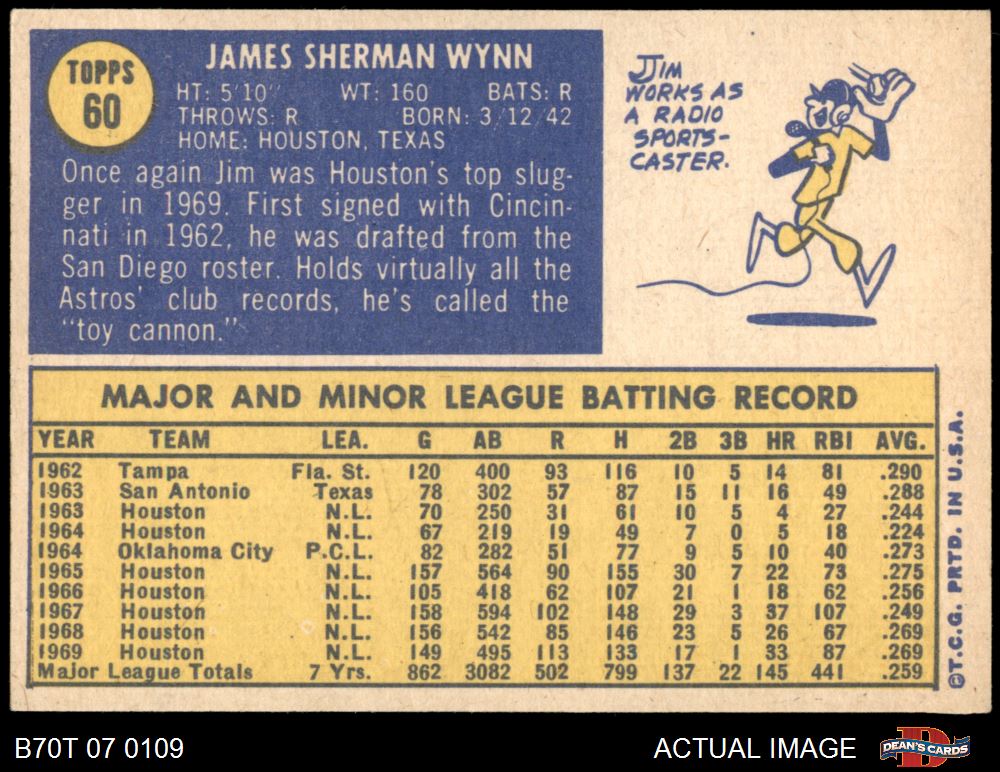 TOPPS
60
JAMES SHERMAN WYNN
HT: 5'10" WT: 160 BATS: R
THROWS: R BORN: 3/12/42
HOME: HOUSTON, TEXAS
Once again Jim was Houston's top slug-
ger in 1969. First signed with Cincin-
nati in 1962, he was drafted from the
San Diego roster. Holds virtually all the
Astros' club records, he's called the
"toy cannon."
JIM
WORKS AS
A RADIO
SPORTS-
CASTER.
MAJOR AND MINOR LEAGUE BATTING RECORD
YEAR TEAM LEA. G AB R H 2B 3B HR RBI AVG.
1962 Tampa Fla. St. 120 400 93 116 10 5 14 81 .290
1963 San Antonio Texas 78 302 57 87 15 11 16 49 .288
1963 Houston N.L. 70 250 31 61 10 5 4 27 .244
1964 Houston N.L. 67 219 19 49 7 0 5 18 .224
1964 Oklahoma City P.C.L. 82 282 51 77 9 5 10 40 .273
1965 Houston N.L. 157 564 90 155 30 7 22 73 .275
1966 Houston N.L. 105 418 62 107 21 1 18 62 .256
1967 Houston N.L. 158 594 102 148 29 3 37 107 .249
1968 Houston N.L. 156 542 85 146 23 5 26 67 .269
1969 Houston N.L. 149 495 113 133 17 1 33 87 .269
Major League Totals 7 Yrs. 862 3082 502 799 137 22 145 441 .259
©T.C.G. PRTD. IN U.S.A.
B70T 07 0109
ACTUAL IMAGE
DEAN'S CARDS